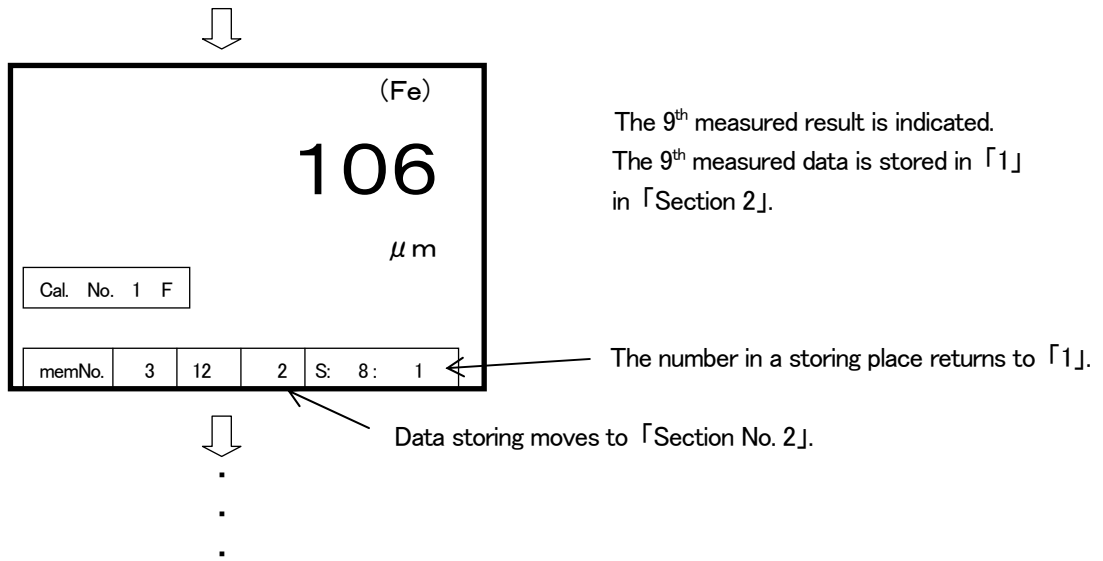 (Fe)
106
μm
Cal. No. 1 F
memNo. 3 12 2 S: 8: 1
The 9th measured result is indicated.
The 9th measured data is stored in「1」
in「Section 2」.
The number in a storing place returns to「1」.
Data storing moves to「Section No. 2」.